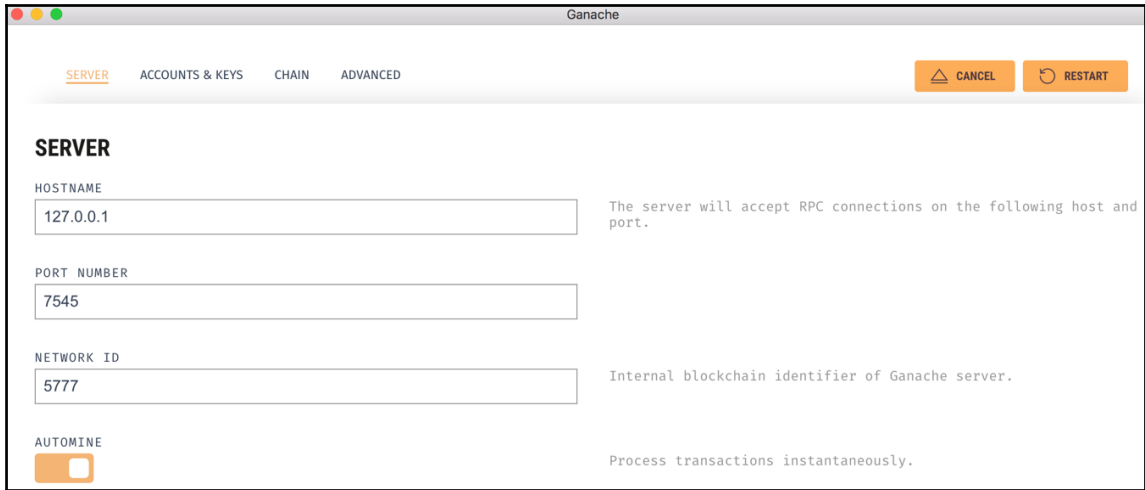 Ganache
SERVER ACCOUNTS & KEYS CHAIN ADVANCED CANCEL RESTART
SERVER
HOSTNAME
127.0.0.1
The server will accept RPC connections on the following host and
port.
PORT NUMBER
7545
NETWORK ID
5777
Internal blockchain identifier of Ganache server.
AUTOMINE
Process transactions instantaneously.